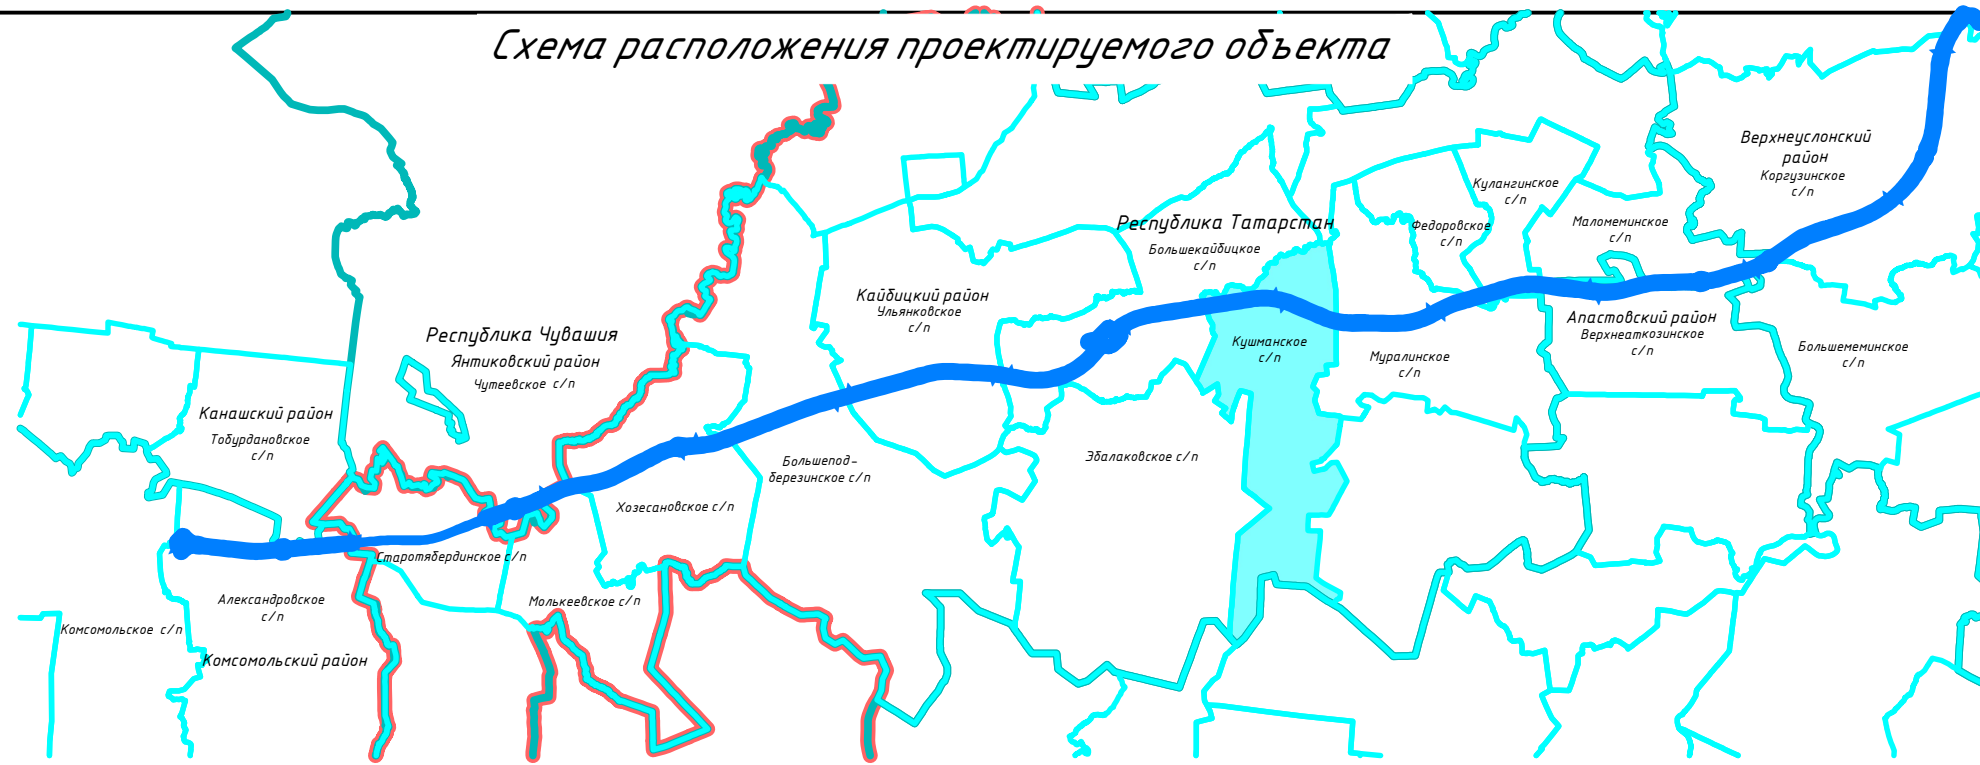 Схема расположения проектируемого объекта
Верхнеуслонский
район
Коргузинское
с/п
Кулангинское
с/п
Федоровское
с/п
Маломеминское
с/п
Республика Татарстан
Большекайбицкое
с/п
Кайбицкий район
Ульянковское
с/п
Апастовский район
Верхнеаткозинское
с/п
Большемеминское
с/п
Кушманское
с/п
Муралинское
с/п
Республика Чувашия
Янтиковский район
Чутеевское с/п
Канашский район
Тобурдановское
с/п
Большепод-
березинское с/п
Эбалаковское с/п
Хозесановское с/п
Старотябердинское с/п
Молькеевское с/п
Александровское
с/п
Комсомольское с/п
Комсомольский район